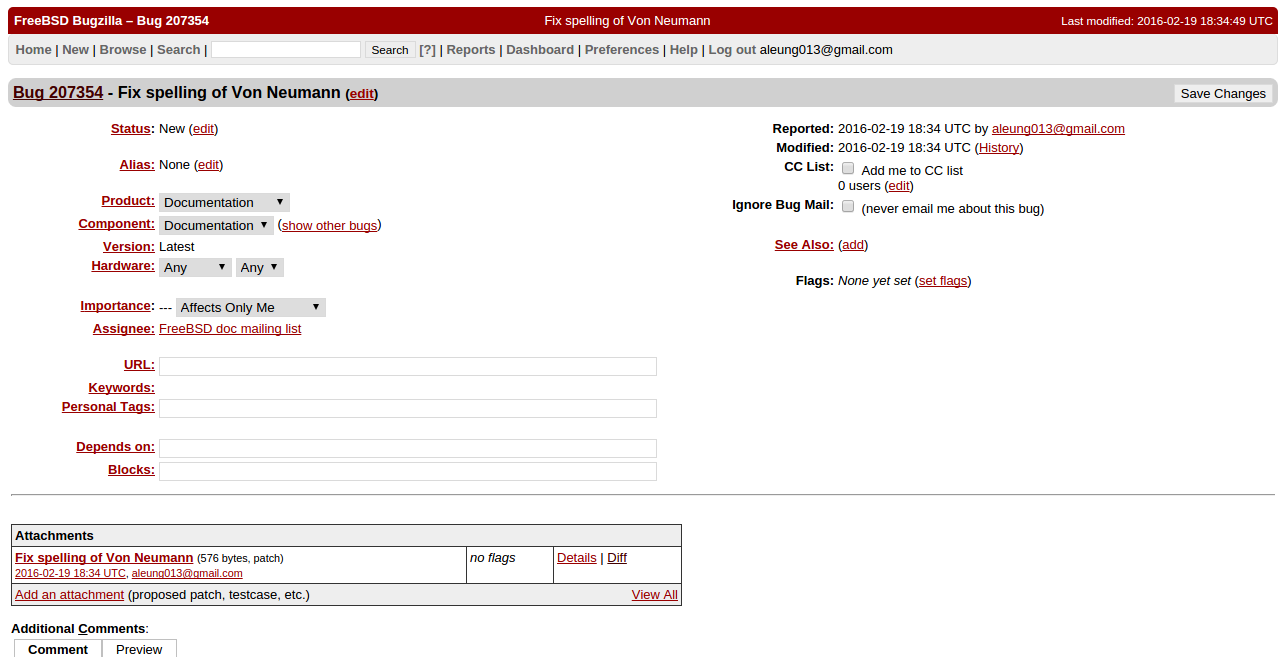 FreeBSD Bugzilla – Bug 207354 Fix spelling of Von Neumann Last modified: 2016-02-19 18:34:49 UTC
Home | New | Browse | Search | Search [?] | Reports | Dashboard | Preferences | Help | Log out aleung013@gmail.com
Bug 207354 - Fix spelling of Von Neumann (edit) Save Changes
Status: New (edit)
Alias: None (edit)
Product: Documentation
Component: Documentation (show other bugs)
Version: Latest
Hardware: Any Any
Importance: --- Affects Only Me
Assignee: FreeBSD doc mailing list
URL:
Keywords:
Personal Tags:
Depends on:
Blocks:
Reported: 2016-02-19 18:34 UTC by aleung013@gmail.com
Modified: 2016-02-19 18:34 UTC (History)
CC List: Add me to CC list
0 users (edit)
Ignore Bug Mail: (never email me about this bug)
See Also: (add)
Flags: None yet set (set flags)
Attachments
Fix spelling of Von Neumann (576 bytes, patch) no flags Details | Diff
2016-02-19 18:34 UTC, aleung013@gmail.com
Add an attachment (proposed patch, testcase, etc.) View All
Additional Comments:
Comment Preview